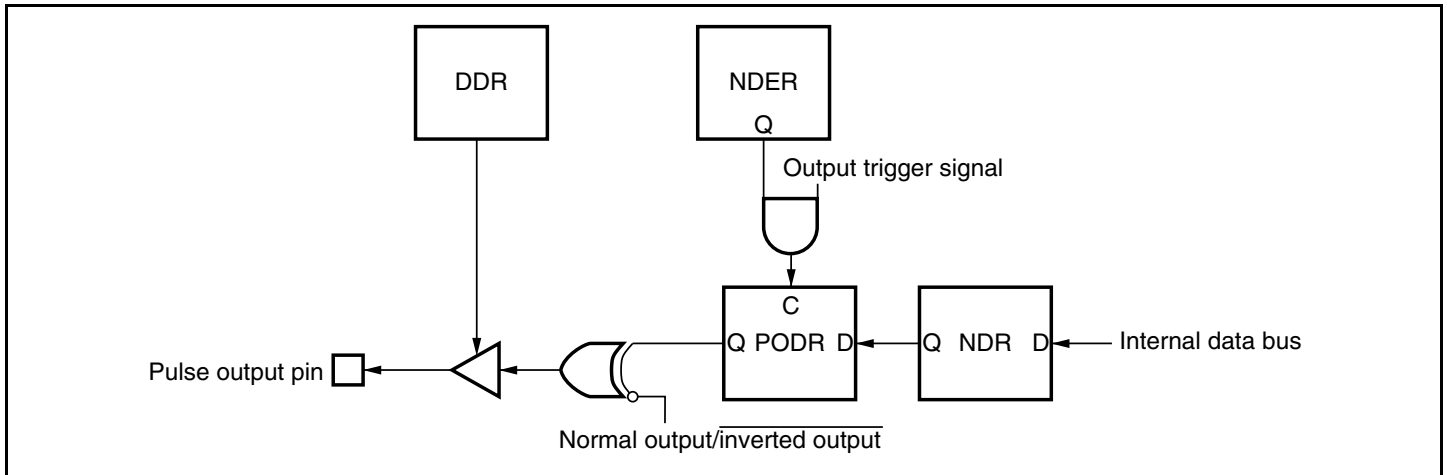 DDR
NDER
Q
Output trigger signal
C
Q PODR D
Q NDR D
Internal data bus
Pulse output pin
Normal output/inverted output